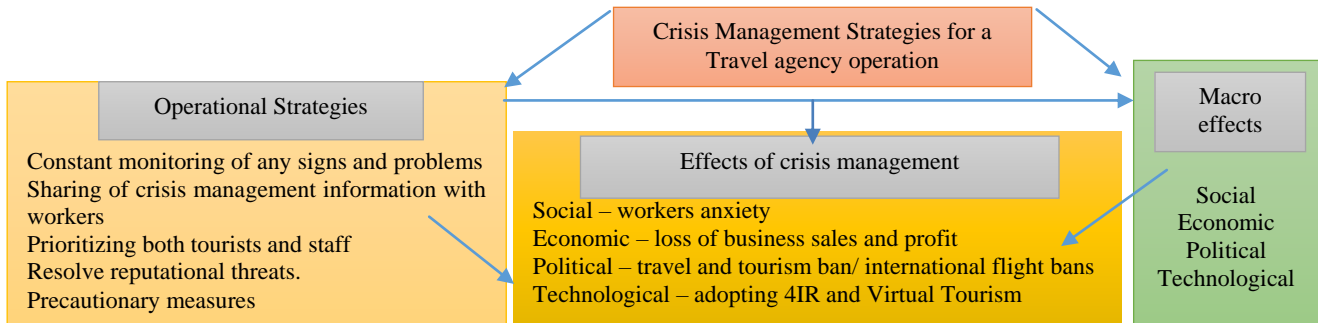 Crisis Management Strategies for a
Travel agency operation
Operational Strategies
Constant monitoring of any signs and problems
Sharing of crisis management information with
workers
Prioritizing both tourists and staff
Resolve reputational threats.
Precautionary measures
Effects of crisis management
Social – workers anxiety
Economic – loss of business sales and profit
Political – travel and tourism ban/ international flight bans
Technological – adopting 4IR and Virtual Tourism
Macro
effects
Social
Economic
Political
Technological